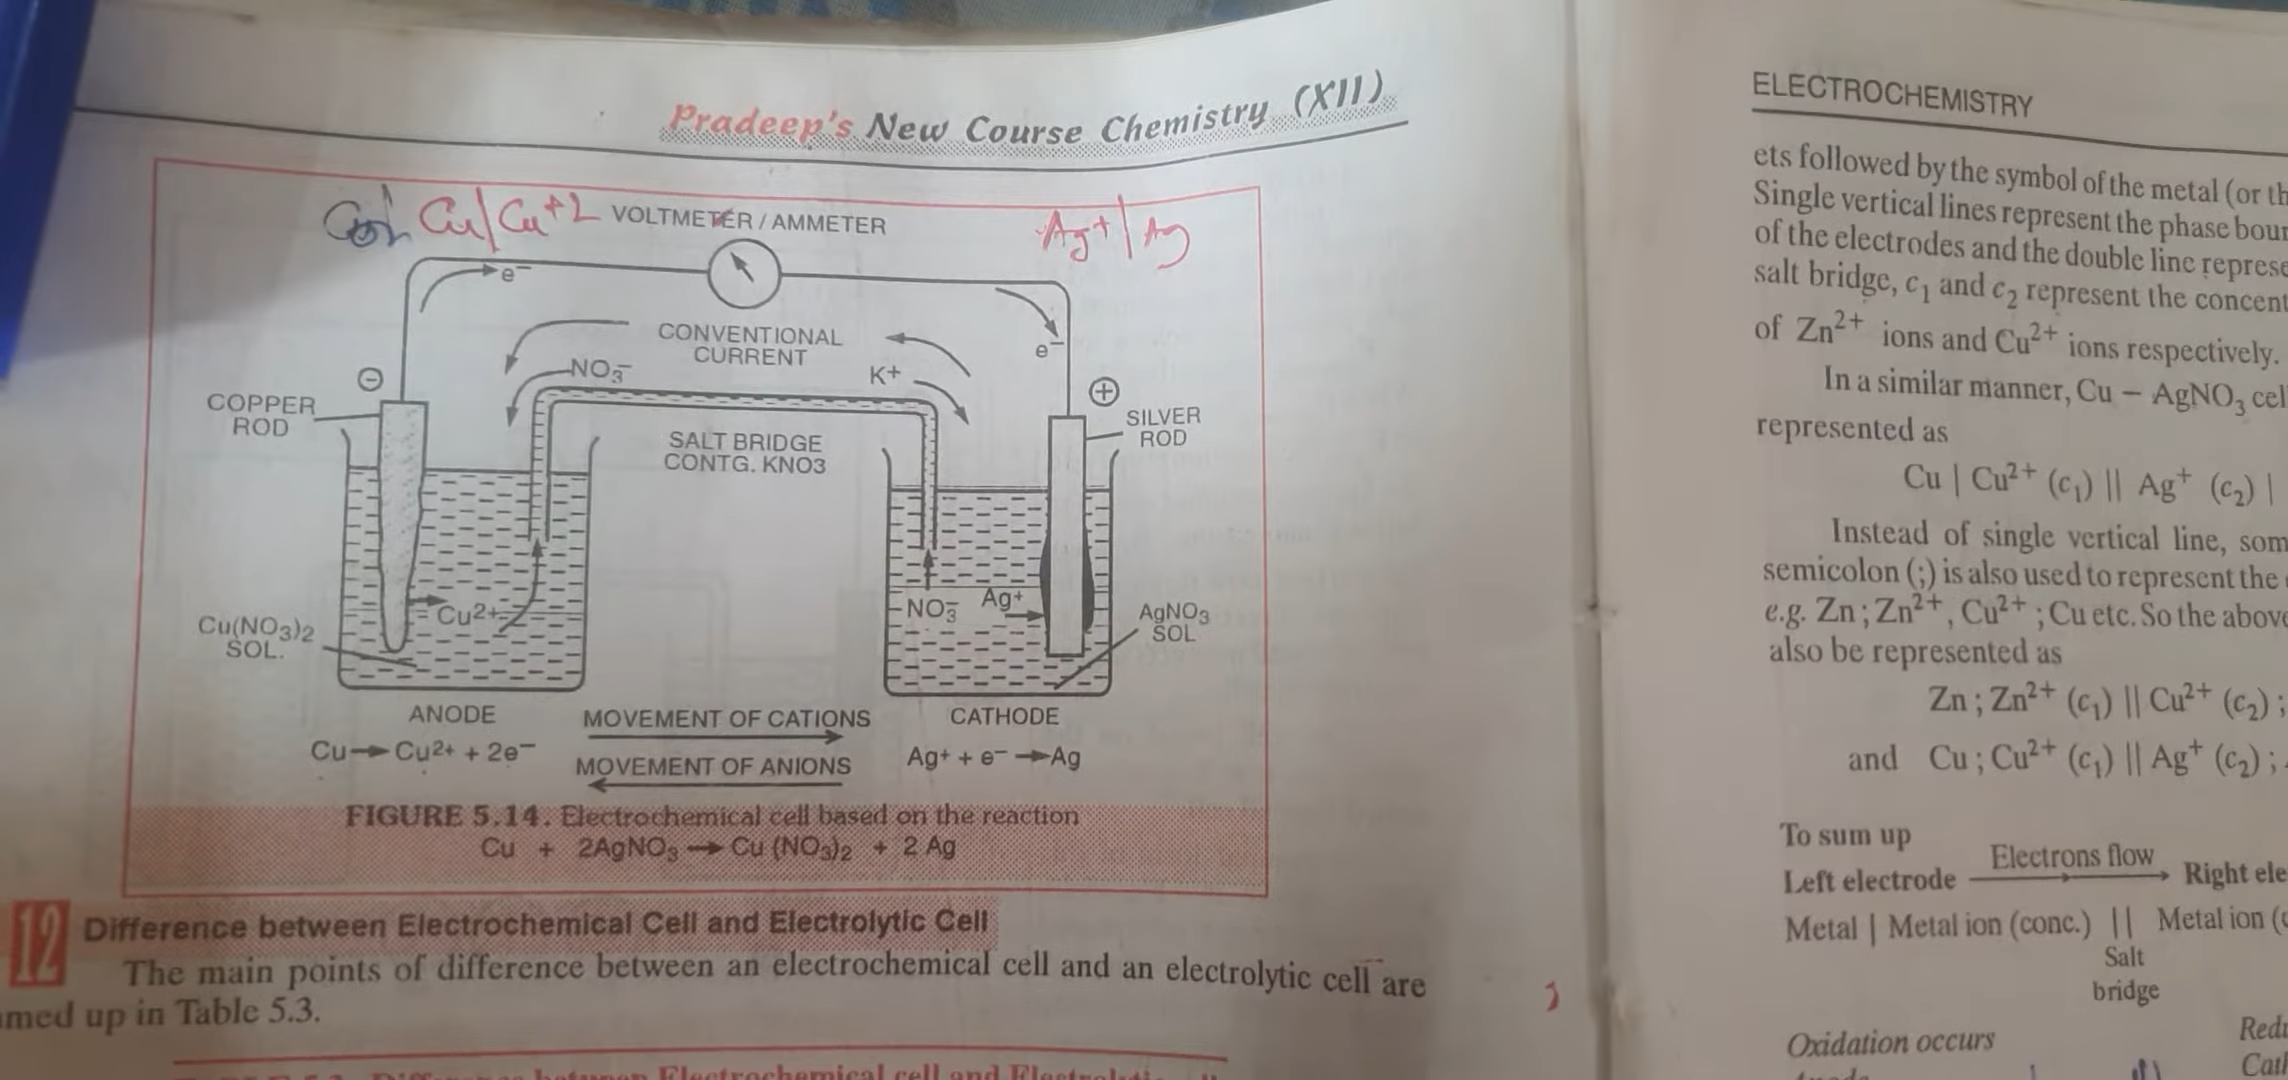 Pradeep's New Course Chemistry (XII)
Cu/Cu+2 VOLTMETER / AMMETER Ag+/Ag
e−
CONVENTIONAL
CURRENT
e−
NO3−
K+
⊖
⊕
COPPER
ROD
SILVER
ROD
SALT BRIDGE
CONTG. KNO3
Cu2+
NO3−
Ag+
Cu(NO3)2
SOL.
AgNO3
SOL
ANODE
MOVEMENT OF CATIONS
CATHODE
Cu→Cu2+ + 2e−
MOVEMENT OF ANIONS
Ag+ + e− →Ag
FIGURE 5.14. Electrochemical cell based on the reaction
Cu + 2AgNO3 → Cu (NO3)2 + 2 Ag
12 Difference between Electrochemical Cell and Electrolytic Cell
The main points of difference between an electrochemical cell and an electrolytic cell are
med up in Table 5.3.
Difference between Electrochemical cell and
ELECTROCHEMISTRY
ets followed by the symbol of the metal (or th
Single vertical lines represent the phase boun
of the electrodes and the double line represe
salt bridge, c1 and c2 represent the concent
of Zn2+ ions and Cu2+ ions respectively.
In a similar manner, Cu – AgNO3 cel
represented as
Cu | Cu2+ (c1) || Ag+ (c2) |
Instead of single vertical line, som
semicolon (;) is also used to represent the
e.g. Zn ; Zn2+, Cu2+ ; Cu etc. So the above
also be represented as
Zn ; Zn2+ (c1) || Cu2+ (c2) ;
and Cu ; Cu2+ (c1) || Ag+ (c2) ;
To sum up
Left electrode Electrons flow → Right ele
Metal | Metal ion (conc.) || Metal ion (c
Salt
bridge
Oxidation occurs Redu
Cath